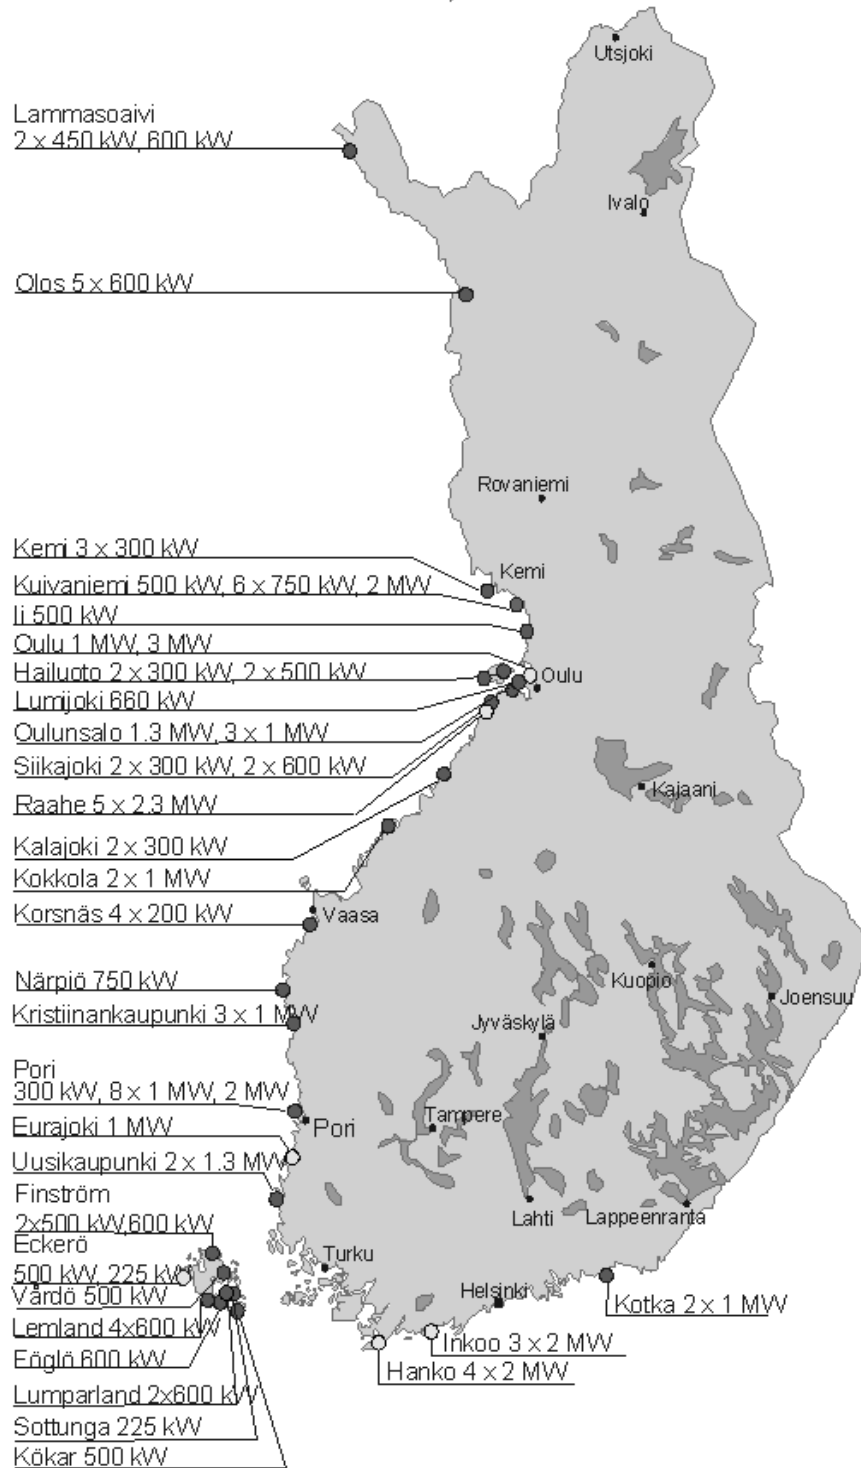 Utsjoki
Lammasoaivi
2 x 450 kW, 600 kW
Ivalo
Olos 5 x 600 kW
Rovaniemi
Kemi 3 x 300 kW
Kemi
Kuivaniemi 500 kW, 6 x 750 kW, 2 MW
Ii 500 kW
Oulu 1 MW, 3 MW
Hailuoto 2 x 300 kW, 2 x 500 kW
Oulu
Lumijoki 660 kW
Oulunsalo 1.3 MW, 3 x 1 MW
Siikajoki 2 x 300 kW, 2 x 600 kW
Kajaani
Raahe 5 x 2.3 MW
Kalajoki 2 x 300 kW
Kokkola 2 x 1 MW
Korsnäs 4 x 200 kW
Vaasa
Närpiö 750 kW
Kuopio
Joensuu
Kristiinankaupunki 3 x 1 MW
Jyväskylä
Pori
300 kW, 8 x 1 MW, 2 MW
Eurajoki 1 MW
Pori
Tampere
Uusikaupunki 2 x 1.3 MW
Finström
2x500 kW,600 kW
Lahti
Lappeenranta
Eckerö
500 kW, 225 kW
Turku
Vårdö 500 kW
Helsinki
Kotka 2 x 1 MW
Lemland 4x600 kW
Inkoo 3 x 2 MW
Eöglö 600 kW
Hanko 4 x 2 MW
Lumparland 2x600 kW
Sottunga 225 kW
Kökar 500 kW